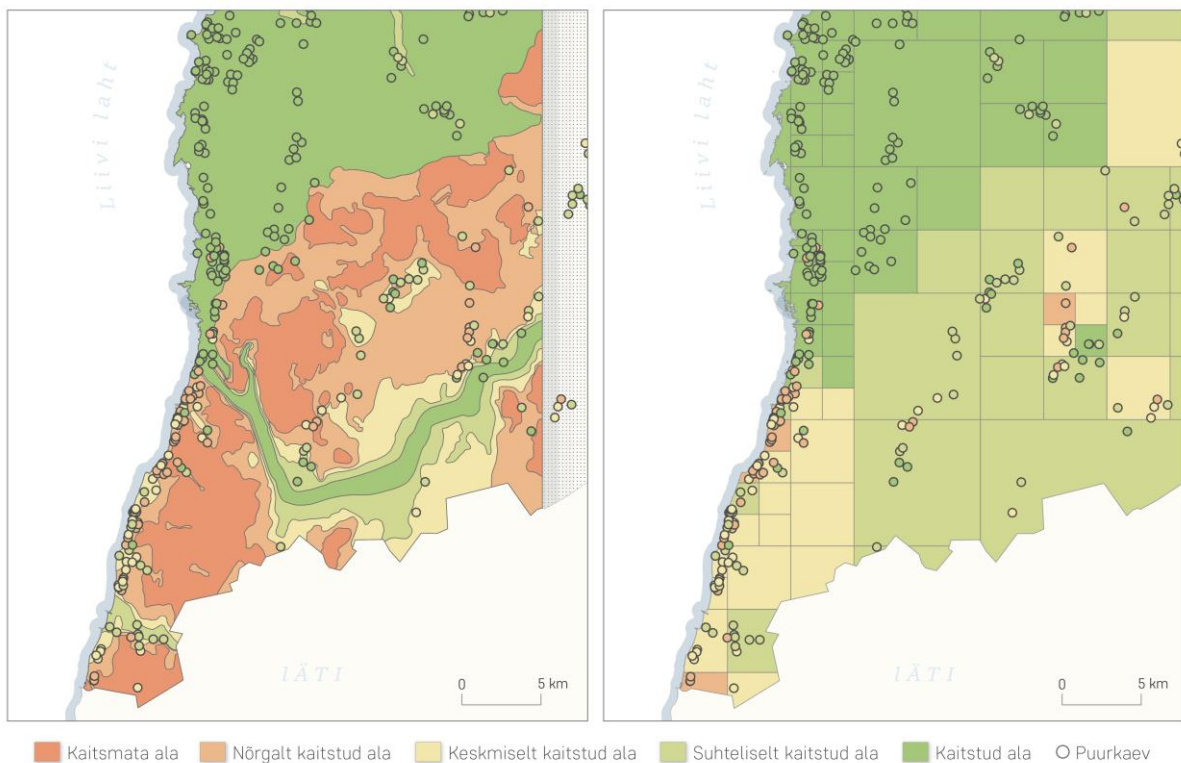 Liivi laht
LÄTI
0 5 km
Liivi laht
LÄTI
0 5 km
Kaitsmata ala Nõrgalt kaitstud ala Keskmiselt kaitstud ala Suhteliselt kaitstud ala Kaitstud ala Puurkaev